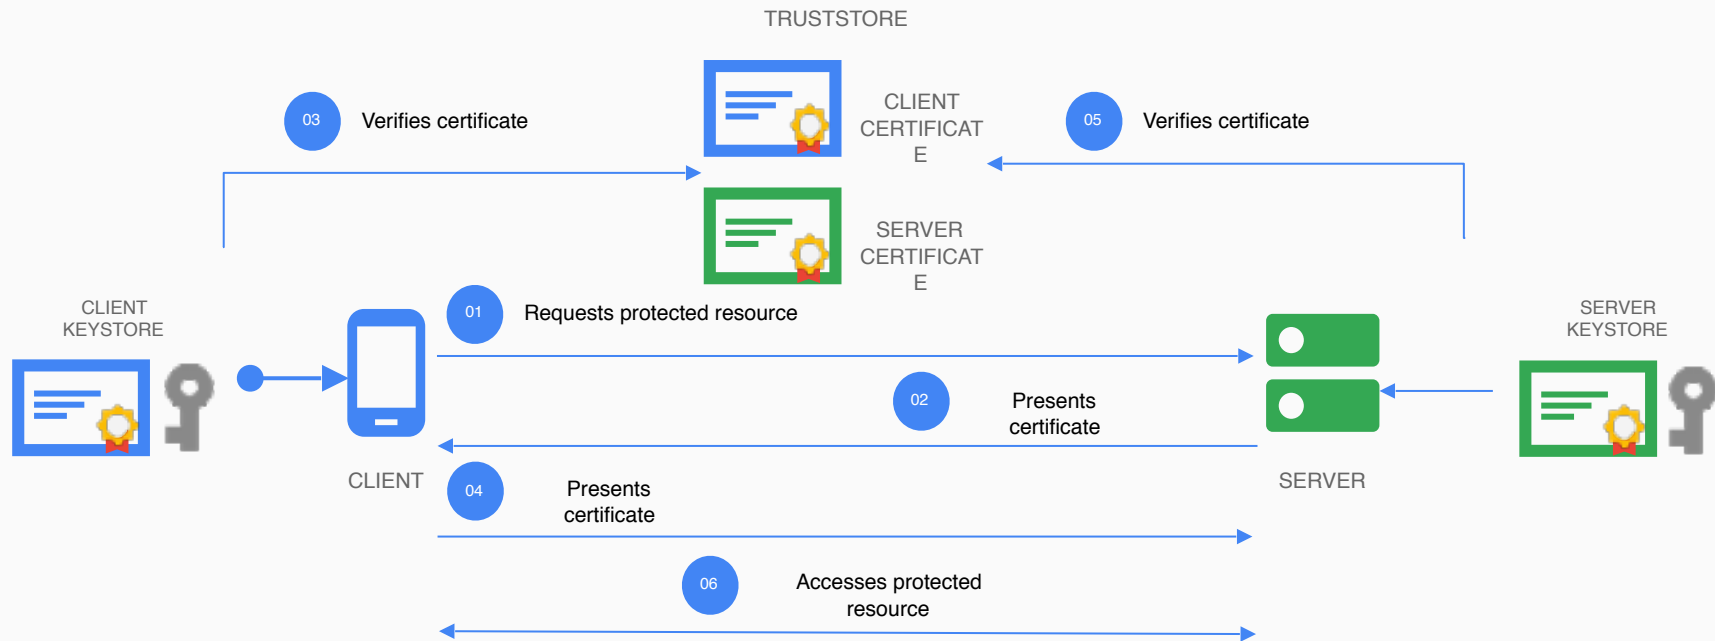 TRUSTSTORE
03
Verifies certificate
CLIENT
CERTIFICAT
E
05
Verifies certificate
SERVER
CERTIFICAT
E
CLIENT
KEYSTORE
01
Requests protected resource
SERVER
KEYSTORE
02
Presents
certificate
CLIENT
SERVER
04
Presents
certificate
06
Accesses protected
resource